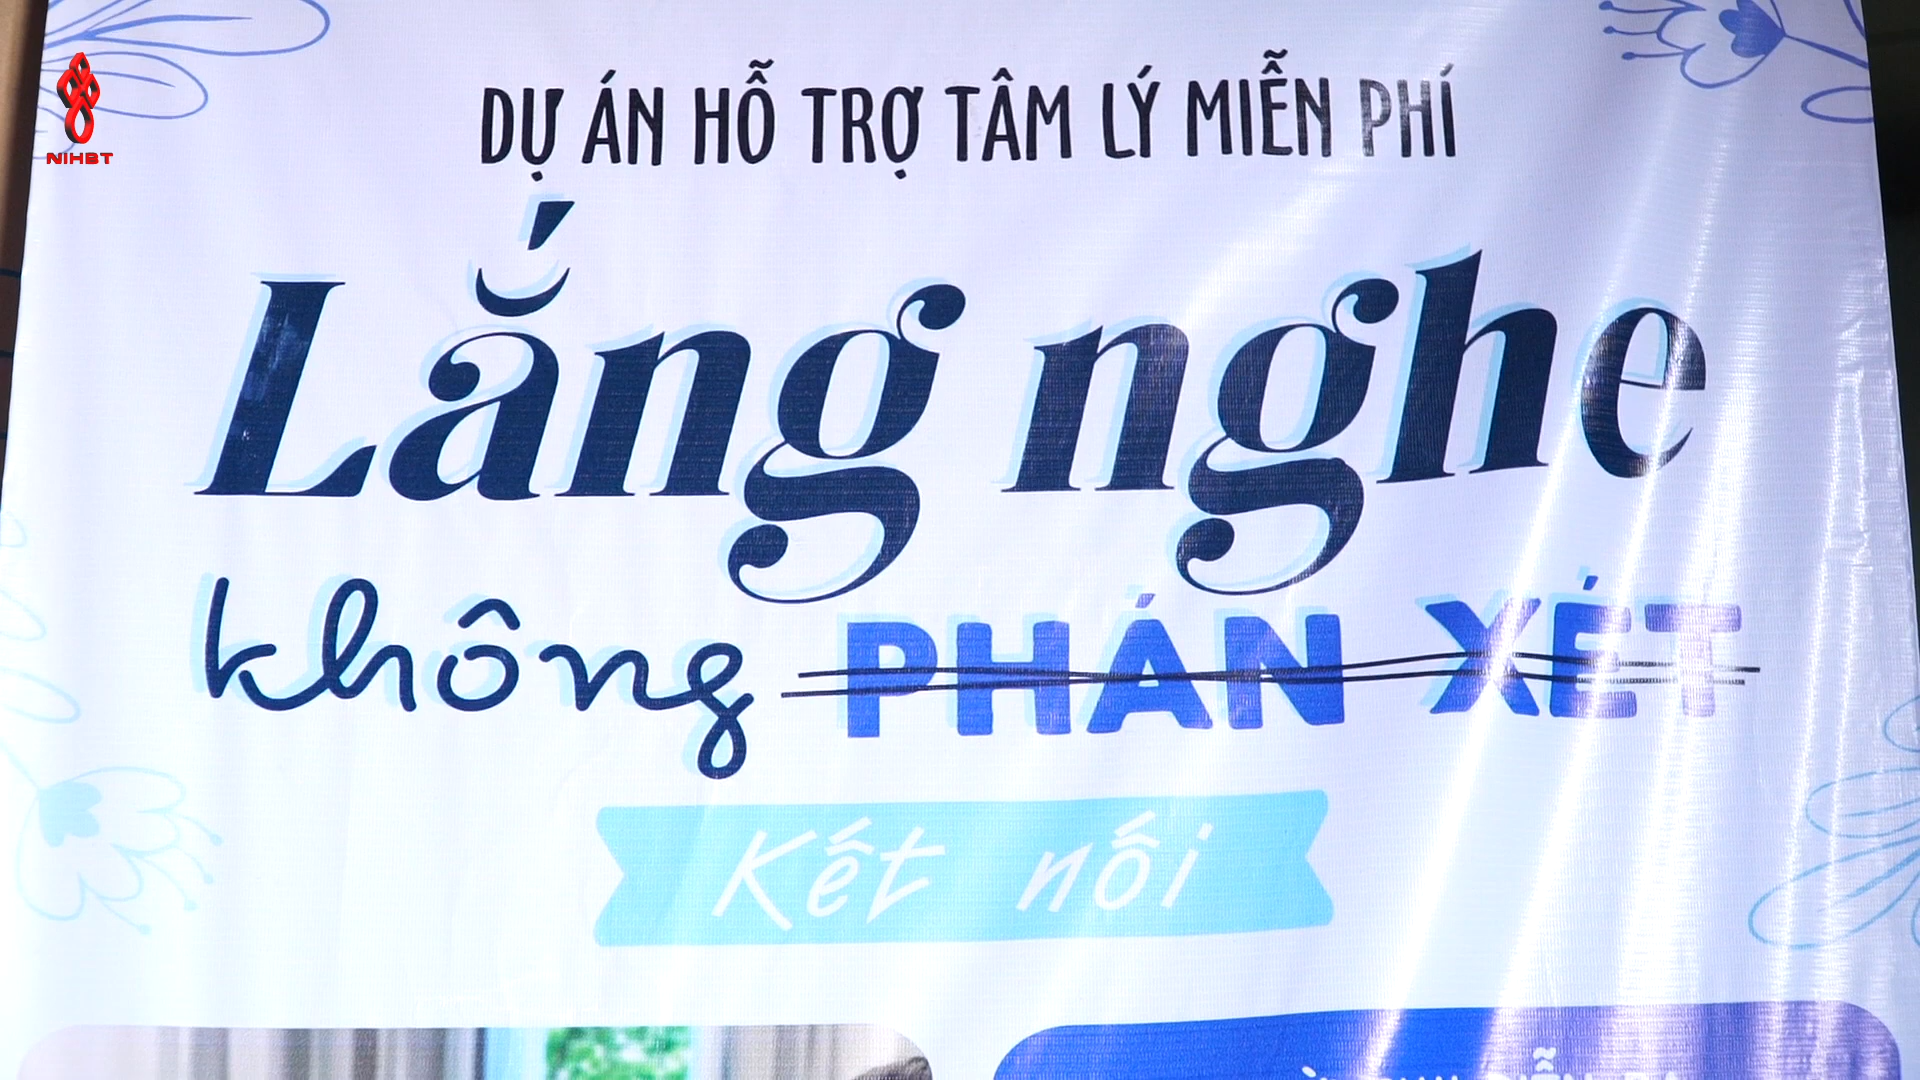 NIHBT
DỰ ÁN HỖ TRỢ TÂM LÝ MIỄN PHÍ
Lắng nghe
không PHÁN XÉT
Kết nối